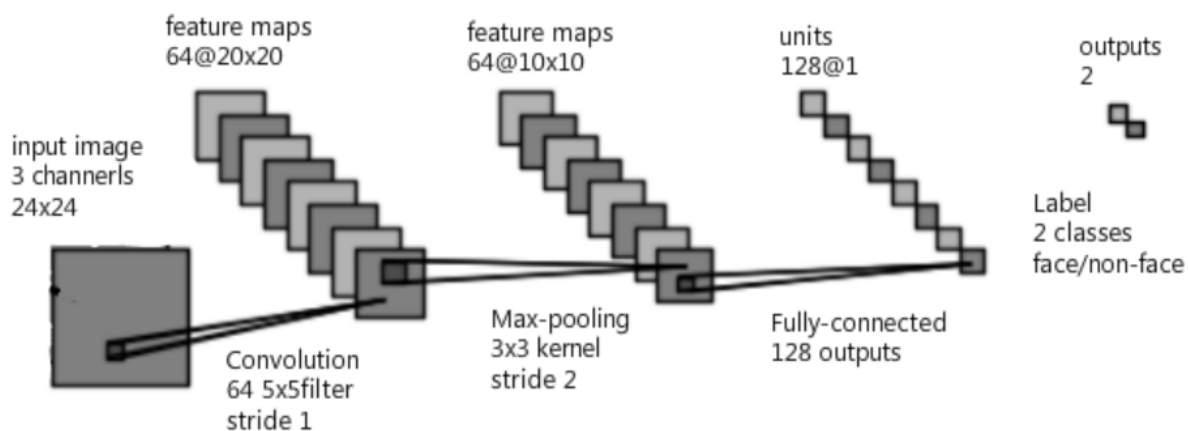 feature maps
64@20x20
feature maps
64@10x10
units
128@1
outputs
2
input image
3 channerls
24x24
Label
2 classes
face/non-face
Convolution
64 5x5filter
stride 1
Max-pooling
3x3 kernel
stride 2
Fully-connected
128 outputs